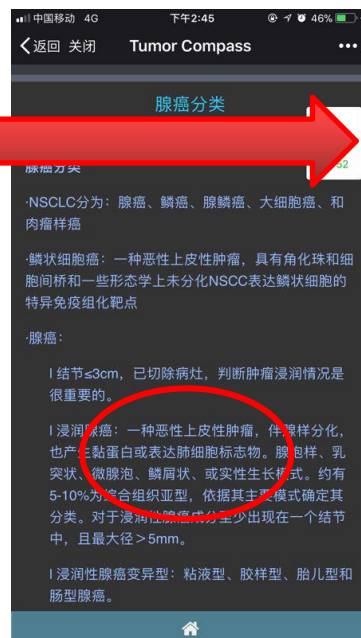 中国移动 4G 下午2:45 46%
返回 关闭 Tumor Compass
腺癌分类
52
腺癌分类
·NSCLC分为：腺癌、鳞癌、腺鳞癌、大细胞癌、和
肉瘤样癌
·鳞状细胞癌：一种恶性上皮性肿瘤，具有角化珠和细
胞间桥和一些形态学上未分化NSCC表达鳞状细胞的
特异免疫组化靶点
·腺癌：
l 结节≤3cm，已切除病灶，判断肿瘤浸润情况是
很重要的。
l 浸润腺癌：一种恶性上皮性肿瘤，伴腺样分化，
也产生黏蛋白或表达肺细胞标志物。腺泡样、乳
突状、微腺泡、鳞屑状、或实性生长模式。约有
5-10%为综合组织亚型，依据其主要模式确定其
分类。对于浸润性腺癌成分至少出现在一个结节
中，且最大径＞5mm。
l 浸润性腺癌变异型：粘液型、胶样型、胎儿型和
肠型腺癌。